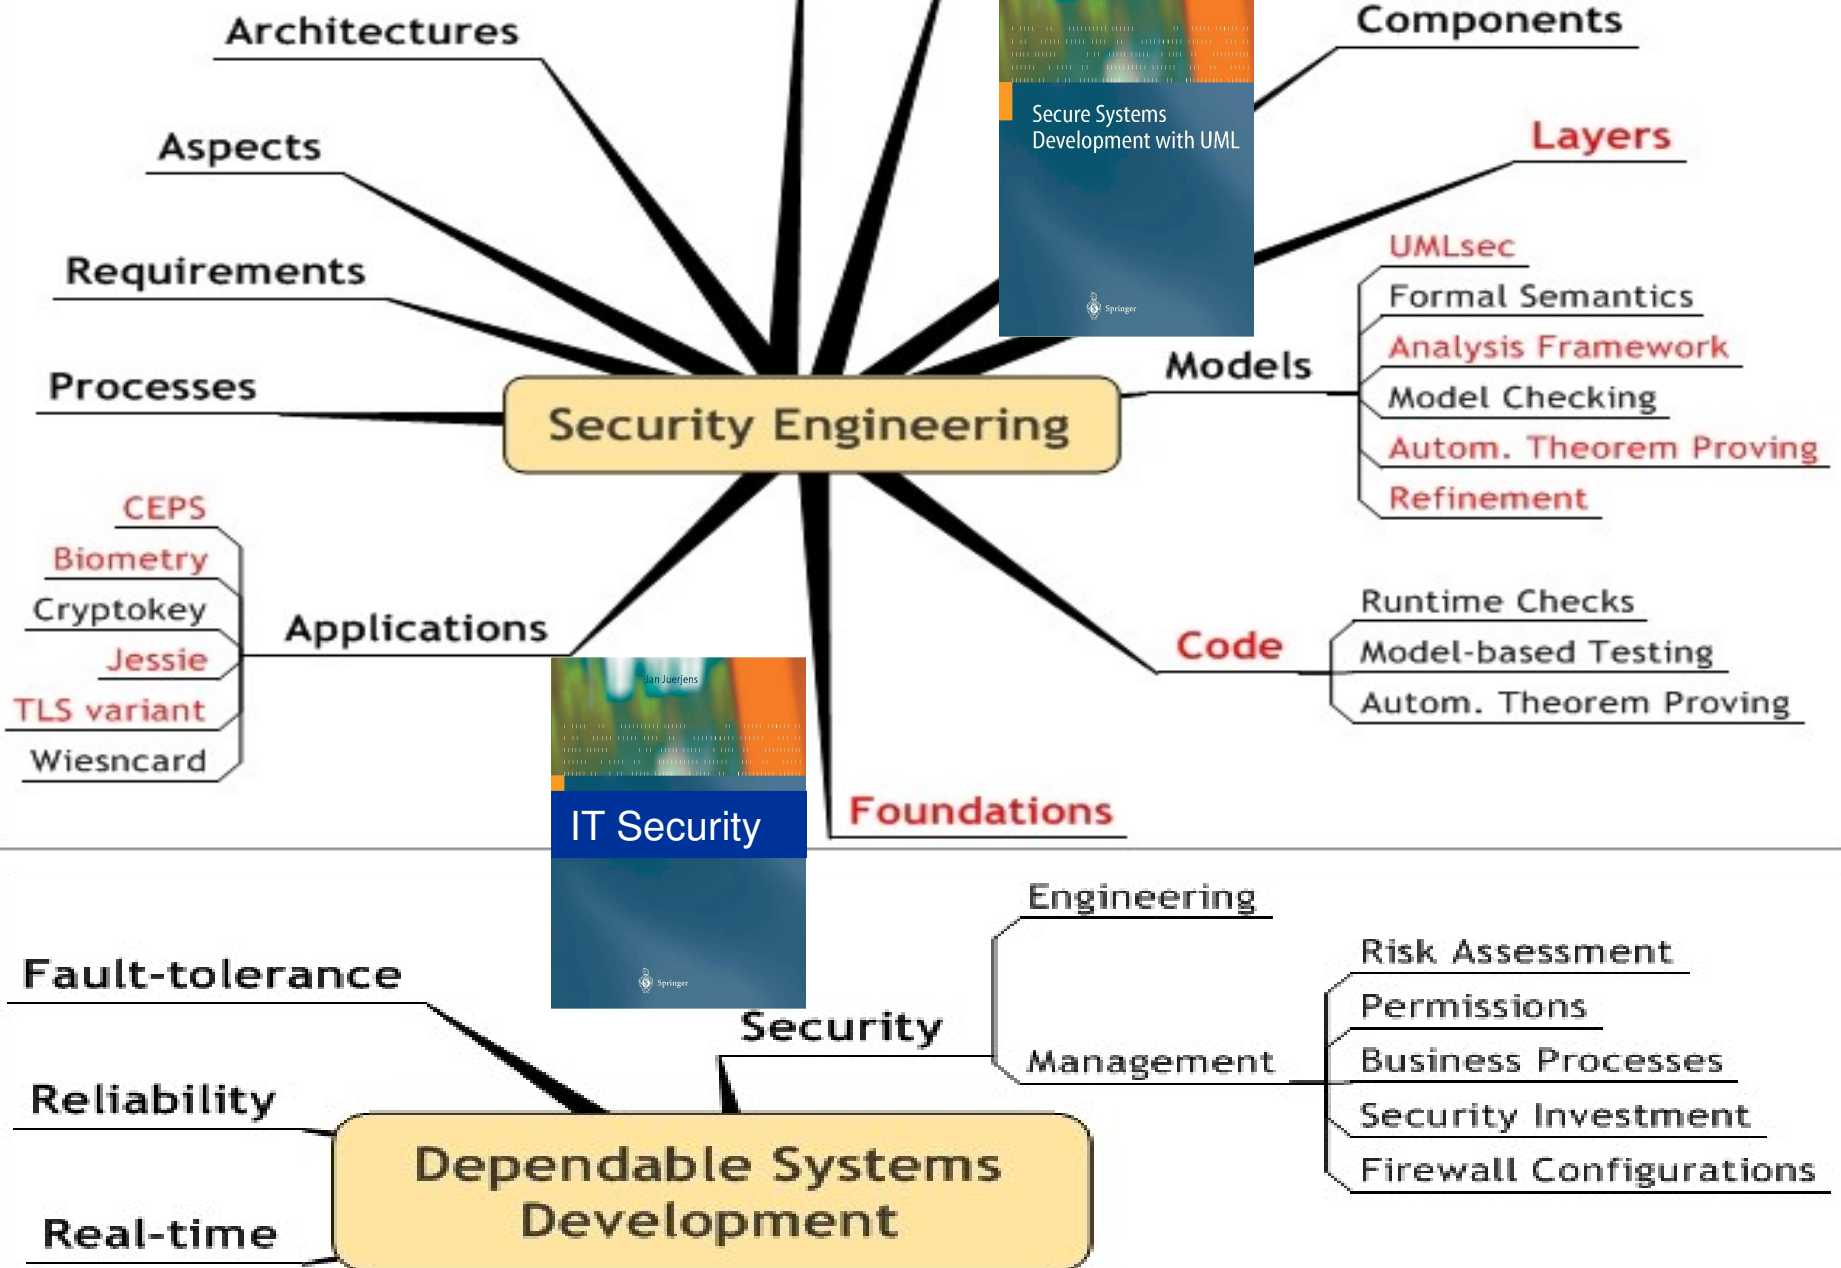 Architectures
Components
Aspects
Secure Systems
Development with UML
Layers
Requirements
UMLsec
Formal Semantics
Springer
Analysis Framework
Processes
Models
Model Checking
Security Engineering
Autom. Theorem Proving
Refinement
CEPS
Biometry
Cryptokey
Applications
Jessie
TLS variant
Wiesncard
Runtime Checks
Code
Model-based Testing
Autom. Theorem Proving
Jan Juerjens
IT Security
Springer
Foundations
Engineering
Fault-tolerance
Security
Risk Assessment
Permissions
Management
Business Processes
Security Investment
Firewall Configurations
Reliability
Dependable Systems
Development
Real-time